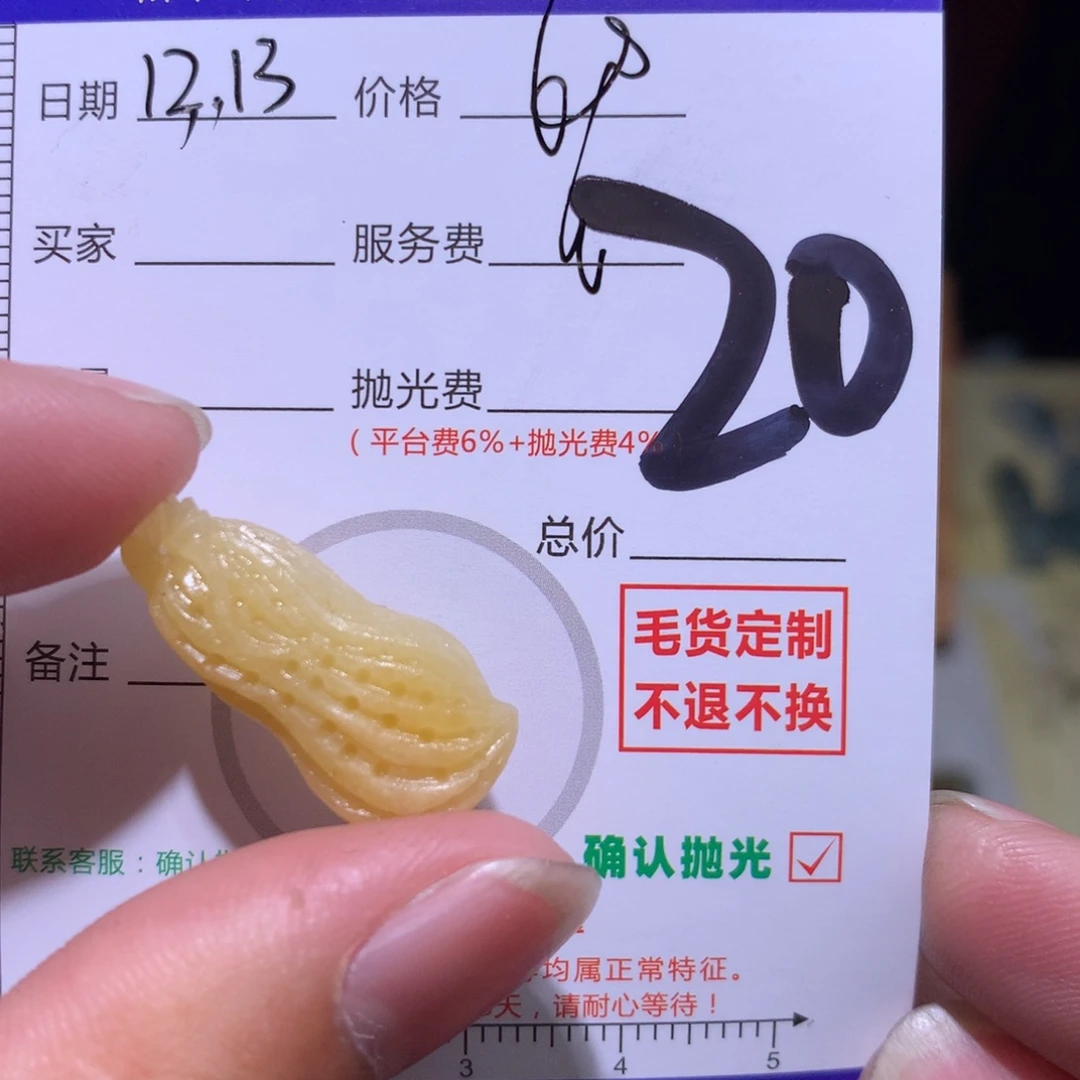 日期 12,13 价格
买家 服务费
20
抛光费
(平台费6%+抛光费4%
总价
毛货定制
不退不换
备注
联系客服：确认
确认抛光 ☑
均属正常特征。
天，请耐心等待！
3 4 5